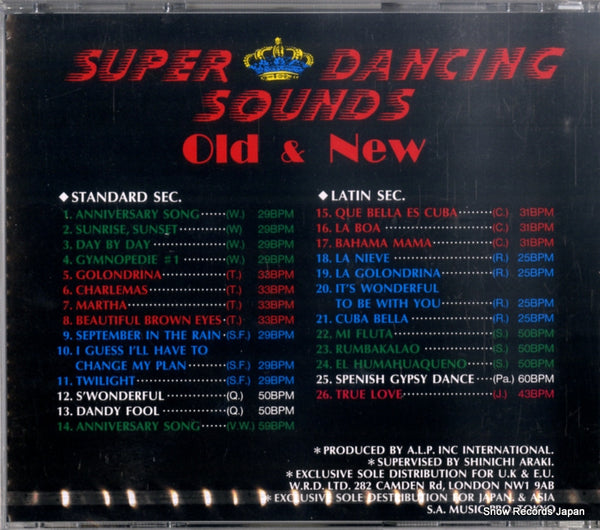 SUPER DANCING
SOUNDS
Old & New
◆STANDARD SEC.
1. ANNIVERSARY SONG······(W.) 29BPM
2. SUNRISE, SUNSET·········(W) 29BPM
3. DAY BY DAY··················(W.) 29BPM
4. GYMNOPEDIE #1············(W.) 29BPM
5. GOLONDRINA···············(T.) 33BPM
6. CHARLEMAS···············(T.) 33BPM
7. MARTHA·····················(T.) 33BPM
8. BEAUTIFUL BROWN EYES·(T.) 33BPM
9. SEPTEMBER IN THE RAIN·(S.F.) 29BPM
10. I GUESS I'LL HAVE TO
CHANGE MY PLAN·········(S.F.) 29BPM
11. TWILIGHT··················(S.F.) 29BPM
12. S'WONDERFUL············(Q.) 50BPM
13. DANDY FOOL···············(Q.) 50BPM
14. ANNIVERSARY SONG······(V.W.) 59BPM
◆LATIN SEC.
15. QUE BELLA ES CUBA······(C.) 31BPM
16. LA BOA·····················(C.) 31BPM
17. BAHAMA MAMA············(C.) 31BPM
18. LA NIEVE··················(R.) 25BPM
19. LA GOLONDRINA·········(R.) 25BPM
20. IT'S WONDERFUL
TO BE WITH YOU·········(R.) 25BPM
21. CUBA BELLA···············(R.) 25BPM
22. MI FLUTA··················(S.) 50BPM
23. RUMBAKALAO············(S.) 50BPM
24. EL HUMAHUAQUENO······(S.) 50BPM
25. SPENISH GYPSY DANCE···(Pa.) 60BPM
26. TRUE LOVE···············(J.) 43BPM
*PRODUCED BY A.L.P. INC INTERNATIONAL.
*SUPERVISED BY SHINICHI ARAKI.
*EXCLUSIVE SOLE DISTRIBUTION FOR U.K & E.U.
W.R.D. LTD. 282 CAMDEN Rd, LONDON NW1 9AB
*EXCLUSIVE SOLE DISTRIBUTION FOR JAPAN. & ASIA
S.A. MUSIC PRO. TOKYO.
Snow Records Japan